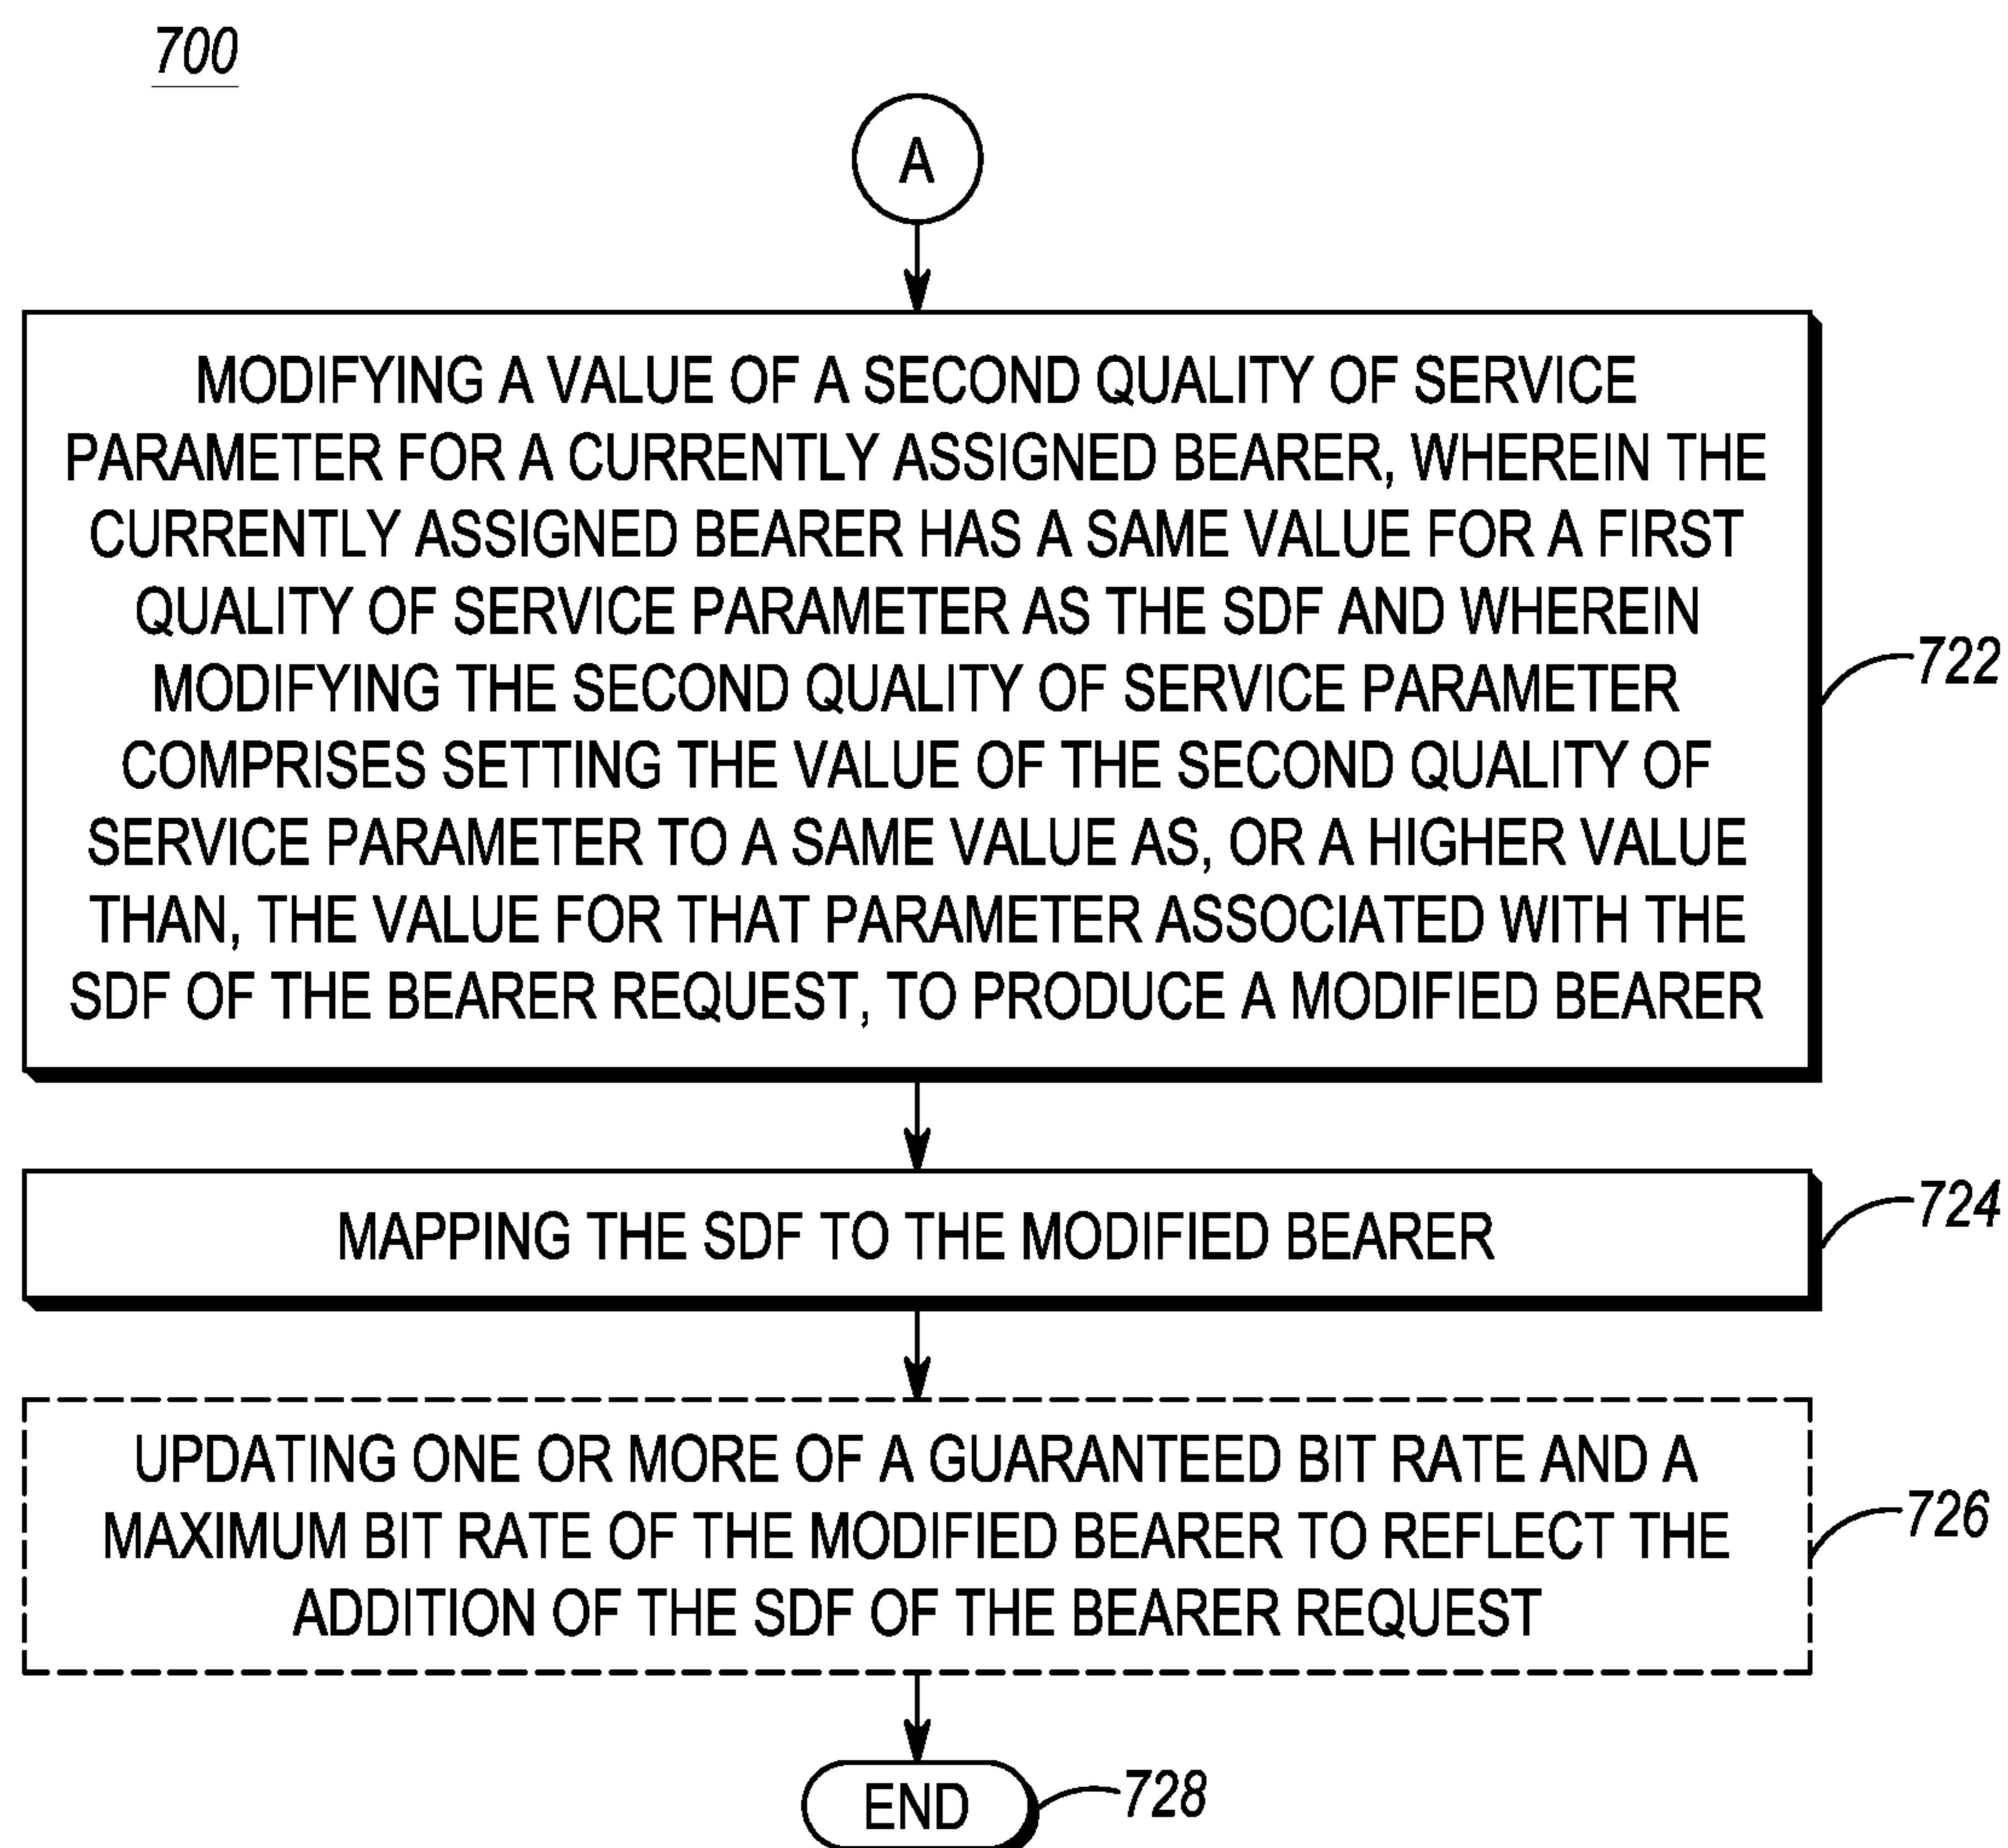 700
A
MODIFYING A VALUE OF A SECOND QUALITY OF SERVICE
PARAMETER FOR A CURRENTLY ASSIGNED BEARER, WHEREIN THE
CURRENTLY ASSIGNED BEARER HAS A SAME VALUE FOR A FIRST
QUALITY OF SERVICE PARAMETER AS THE SDF AND WHEREIN
MODIFYING THE SECOND QUALITY OF SERVICE PARAMETER
COMPRISES SETTING THE VALUE OF THE SECOND QUALITY OF
SERVICE PARAMETER TO A SAME VALUE AS, OR A HIGHER VALUE
THAN, THE VALUE FOR THAT PARAMETER ASSOCIATED WITH THE
SDF OF THE BEARER REQUEST, TO PRODUCE A MODIFIED BEARER
722
MAPPING THE SDF TO THE MODIFIED BEARER
724
UPDATING ONE OR MORE OF A GUARANTEED BIT RATE AND A
MAXIMUM BIT RATE OF THE MODIFIED BEARER TO REFLECT THE
ADDITION OF THE SDF OF THE BEARER REQUEST
726
END
728